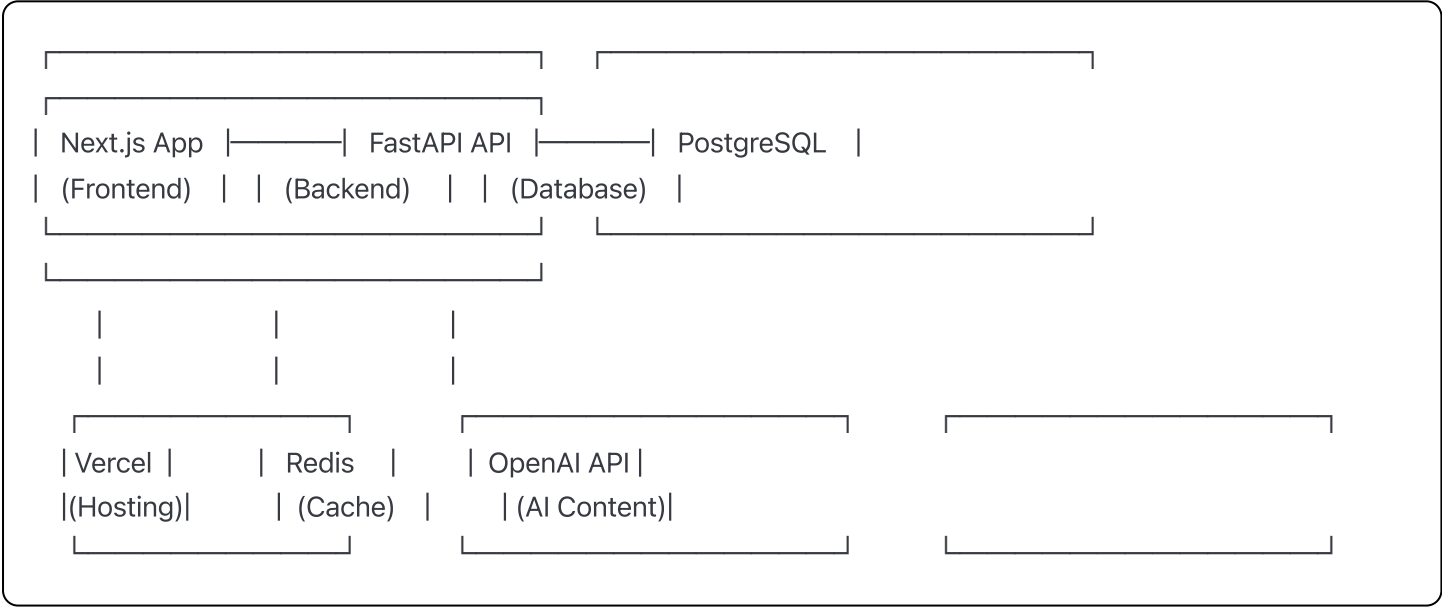 Next.js App FastAPI API PostgreSQL
(Frontend) (Backend) (Database)
Vercel Redis OpenAI API
(Hosting) (Cache) (AI Content)